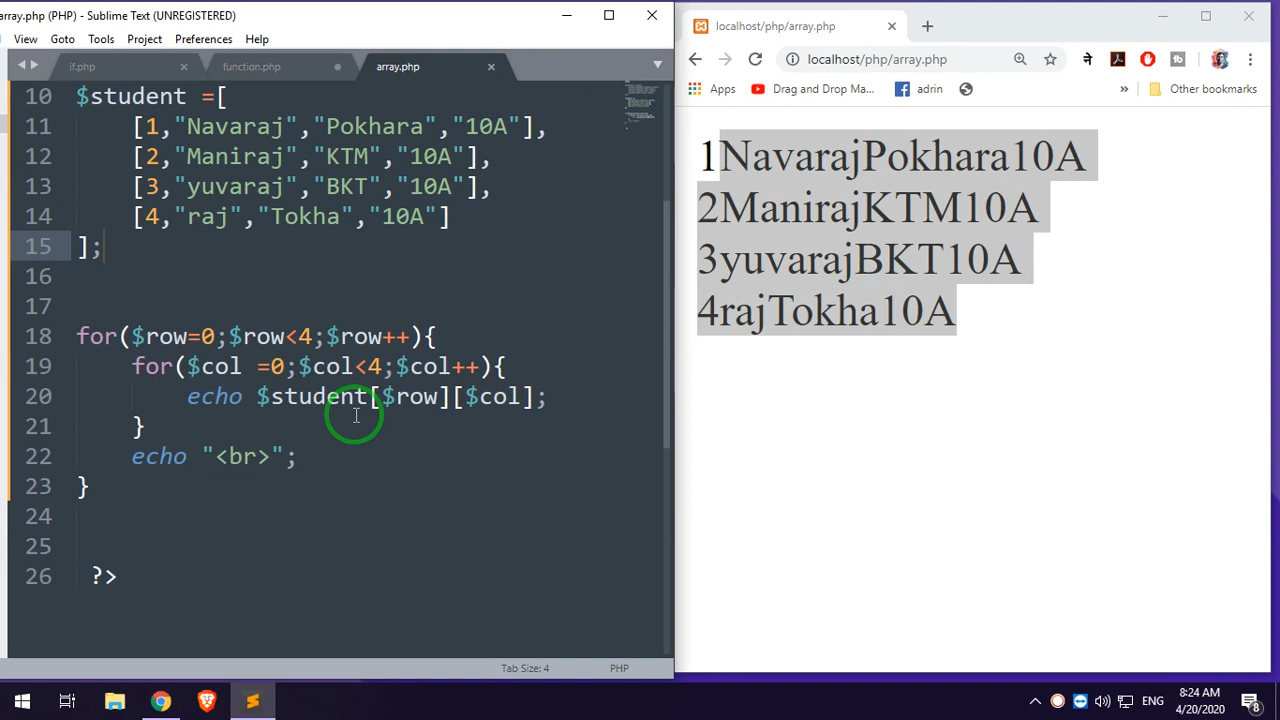 array.php (PHP) - Sublime Text (UNREGISTERED)
View Goto Tools Project Preferences Help
if.php function.php array.php
10 $student =[
11 [1,"Navaraj","Pokhara","10A"],
12 [2,"Maniraj","KTM","10A"],
13 [3,"yuvaraj","BKT","10A"],
14 [4,"raj","Tokha","10A"]
15 ];
16
17
18 for($row=0;$row<4;$row++){
19 for($col =0;$col<4;$col++){
20 echo $student[$row][$col];
21 }
22 echo "<br>";
23 }
24
25
26 ?>
Tab Size: 4 PHP
localhost/php/array.php
localhost/php/array.php
Apps Drag and Drop Ma... adrin » Other bookmarks
1NavarajPokhara10A
2ManirajKTM10A
3yuvarajBKT10A
4rajTokha10A
ENG
8:24 AM
4/20/2020
8